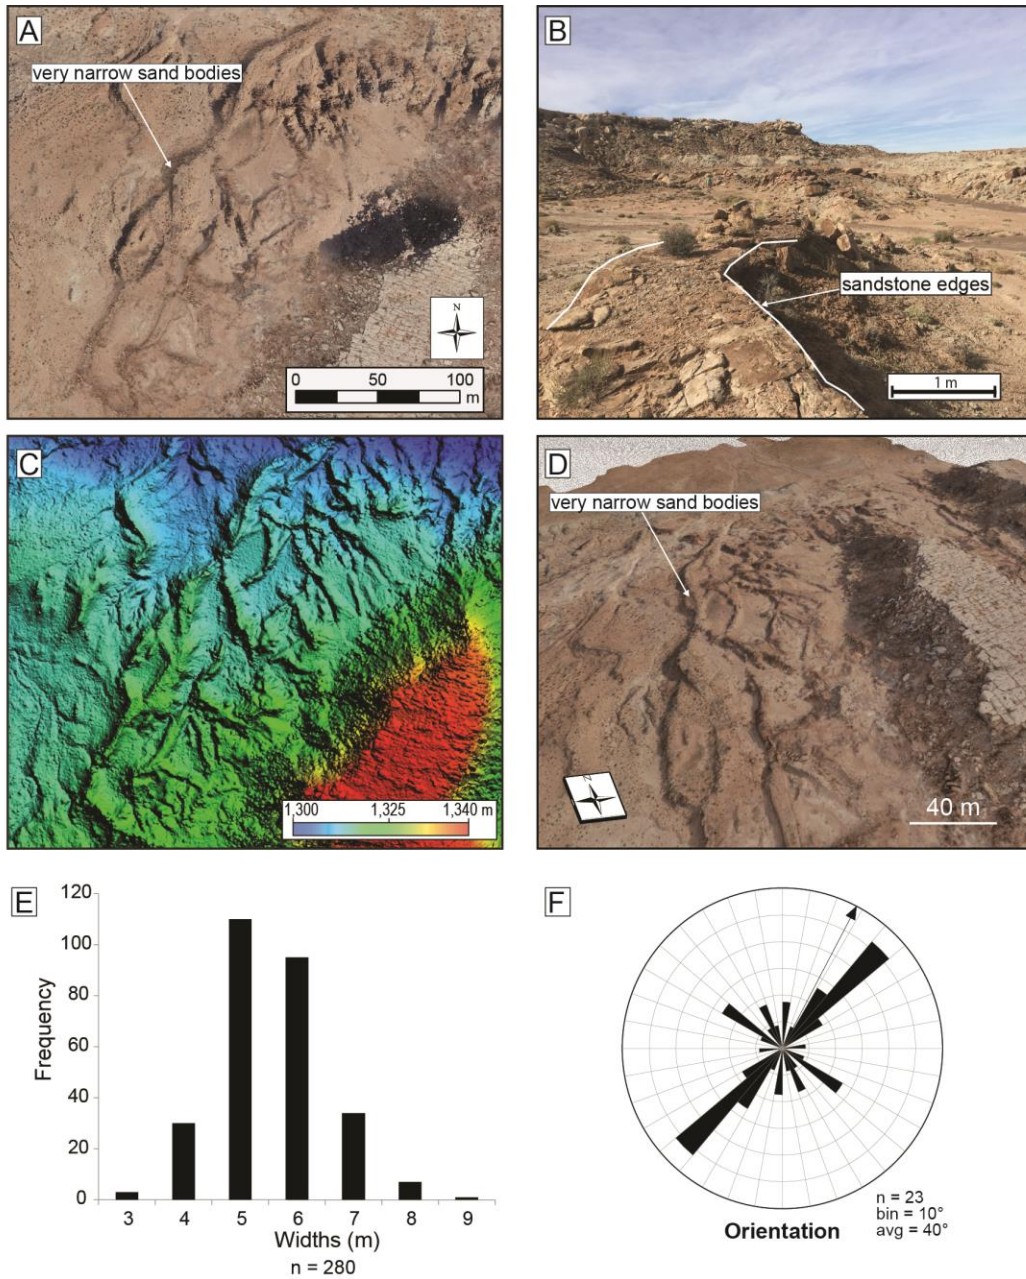 A
very narrow sand bodies
N
0 50 100
m
B
sandstone edges
1 m
C
1,300 1,325 1,340 m
D
very narrow sand bodies
N
40 m
E
120
100
80
60
40
20
0
Frequency
3 4 5 6 7 8 9
Widths (m)
n = 280
F
n = 23
bin = 10°
avg = 40°
Orientation